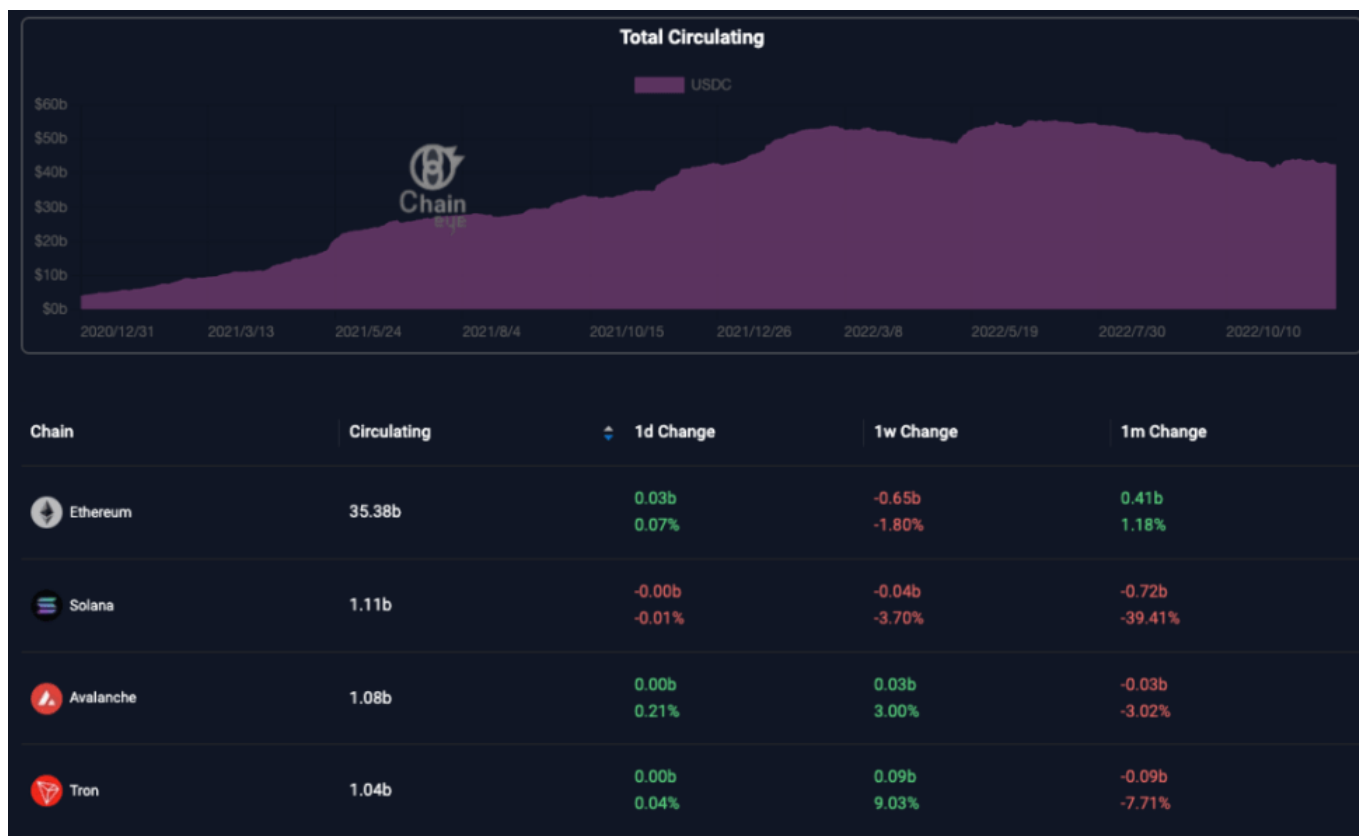 Total Circulating
USDC
$60b
$50b
$40b
$30b
$20b
$10b
$0b
Chain
eye
2020/12/31 2021/3/13 2021/5/24 2021/8/4 2021/10/15 2021/12/26 2022/3/8 2022/5/19 2022/7/30 2022/10/10
Chain Circulating 1d Change 1w Change 1m Change
0.03b -0.65b 0.41b
Ethereum 35.38b
0.07% -1.80% 1.18%
-0.00b -0.04b -0.72b
Solana 1.11b
-0.01% -3.70% -39.41%
0.00b 0.03b -0.03b
Avalanche 1.08b
0.21% 3.00% -3.02%
0.00b 0.09b -0.09b
Tron 1.04b
0.04% 9.03% -7.71%